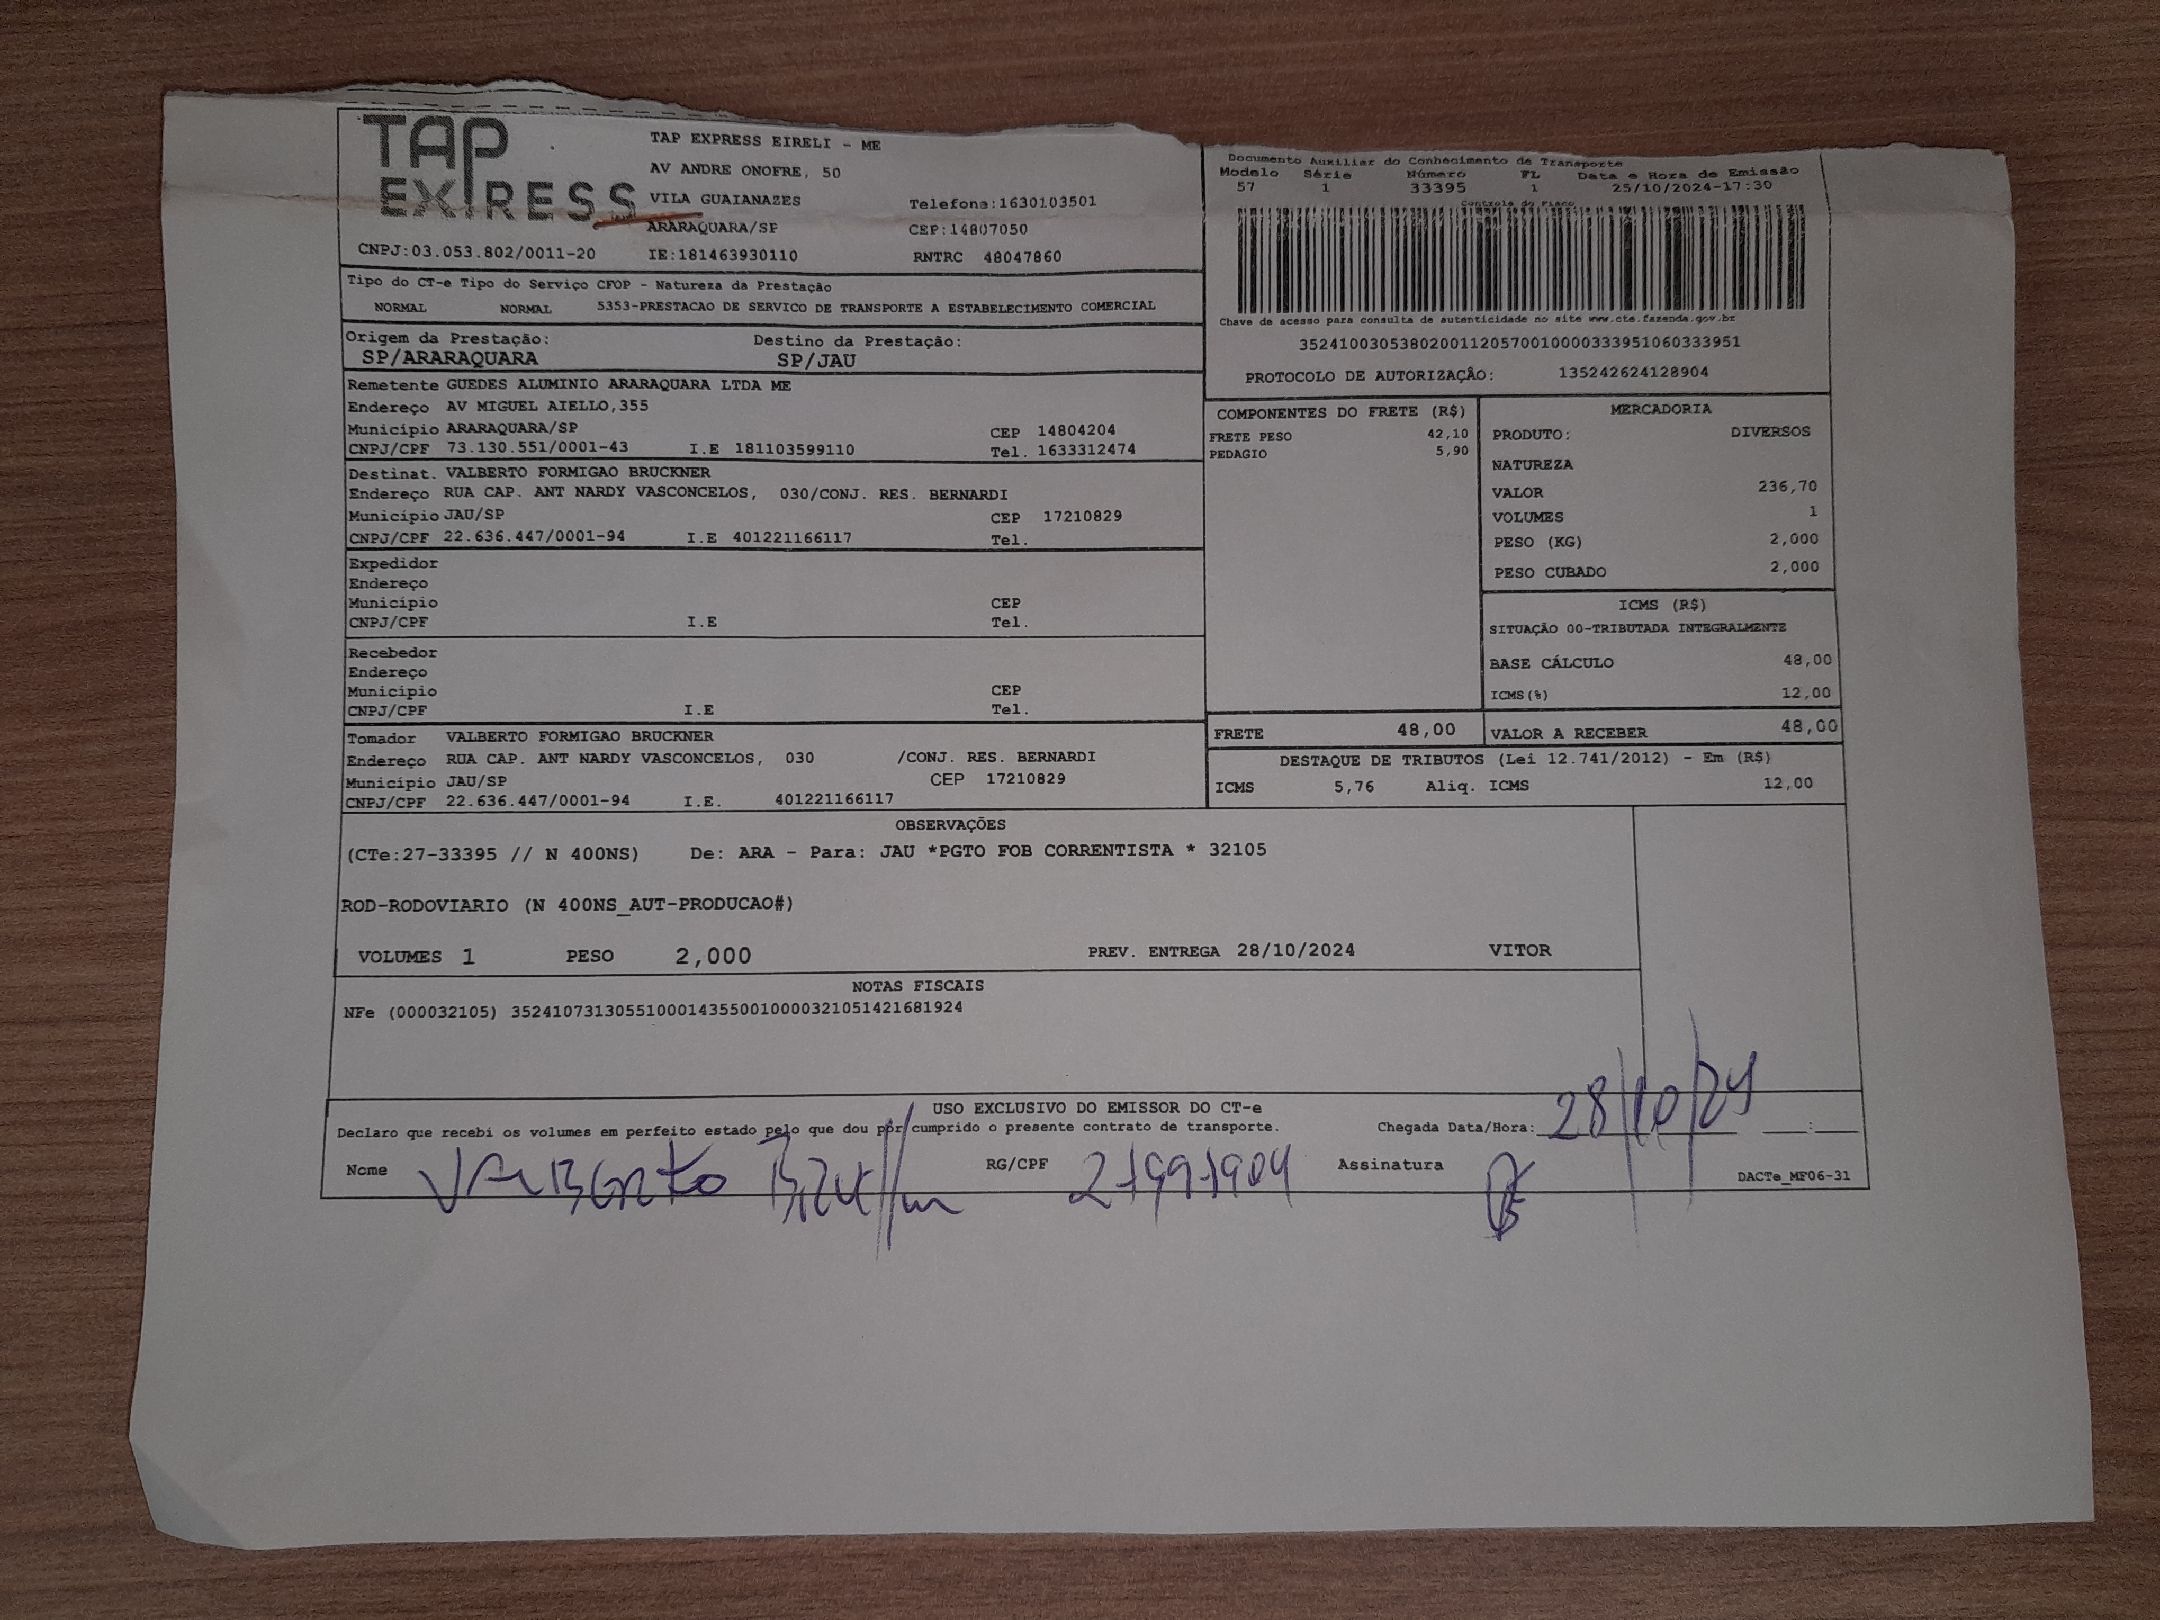 TAP
EXPRESS
TAP EXPRESS EIRELI - ME
AV ANDRE ONOFRE, 50
VILA GUAIANAZES Telefone:1630103501
ARARAQUARA/SP CEP:14807050
CNPJ:03.053.802/0011-20 IE:181463930110 RNTRC 48047860
Documento Auxiliar do Conhecimento de Transporte
Modelo Série Número FL Data e Hora de Emissão
57 1 33395 1 25/10/2024-17:30
Controle do Fisco
Chave de acesso para consulta de autenticidade no site www.cte.fazenda.gov.br
35241003053802001120570010000333951060333951
PROTOCOLO DE AUTORIZAÇÂO: 135242624128904
Tipo do CT-e Tipo do Serviço CFOP - Natureza da Prestação
NORMAL NORMAL 5353-PRESTACAO DE SERVICO DE TRANSPORTE A ESTABELECIMENTO COMERCIAL
Origem da Prestação: Destino da Prestação:
SP/ARARAQUARA SP/JAU
Remetente GUEDES ALUMINIO ARARAQUARA LTDA ME
Endereço AV MIGUEL AIELLO,355
Município ARARAQUARA/SP CEP 14804204
CNPJ/CPF 73.130.551/0001-43 I.E 181103599110 Tel. 1633312474
Destinat. VALBERTO FORMIGAO BRUCKNER
Endereço RUA CAP. ANT NARDY VASCONCELOS, 030/CONJ. RES. BERNARDI
Município JAU/SP CEP 17210829
CNPJ/CPF 22.636.447/0001-94 I.E 401221166117 Tel.
Expedidor
Endereço
Município CEP
CNPJ/CPF I.E Tel.
Recebedor
Endereço
Município CEP
CNPJ/CPF I.E Tel.
Tomador VALBERTO FORMIGAO BRUCKNER
Endereço RUA CAP. ANT NARDY VASCONCELOS, 030 /CONJ. RES. BERNARDI
Município JAU/SP CEP 17210829
CNPJ/CPF 22.636.447/0001-94 I.E. 401221166117
COMPONENTES DO FRETE (R$)
FRETE PESO 42,10
PEDAGIO 5,90
MERCADORIA
PRODUTO: DIVERSOS
NATUREZA
VALOR 236,70
VOLUMES 1
PESO (KG) 2,000
PESO CUBADO 2,000
ICMS (R$)
SITUAÇÃO 00-TRIBUTADA INTEGRALMENTE
BASE CÁLCULO 48,00
ICMS(%) 12,00
FRETE 48,00 VALOR A RECEBER 48,00
DESTAQUE DE TRIBUTOS (Lei 12.741/2012) - Em (R$)
ICMS 5,76 Aliq. ICMS 12,00
OBSERVAÇÕES
(CTe:27-33395 // N 400NS) De: ARA - Para: JAU *PGTO FOB CORRENTISTA * 32105
ROD-RODOVIARIO (N 400NS_AUT-PRODUCAO#)
VOLUMES 1 PESO 2,000 PREV. ENTREGA 28/10/2024 VITOR
NOTAS FISCAIS
NFe (000032105) 35241073130551000143550010000321051421681924
USO EXCLUSIVO DO EMISSOR DO CT-e
Declaro que recebi os volumes em perfeito estado pelo que dou por cumprido o presente contrato de transporte. Chegada Data/Hora: 28/10/24 __:__
Nome VALBERTO RG/CPF Assinatura
DACTe_MF06-31